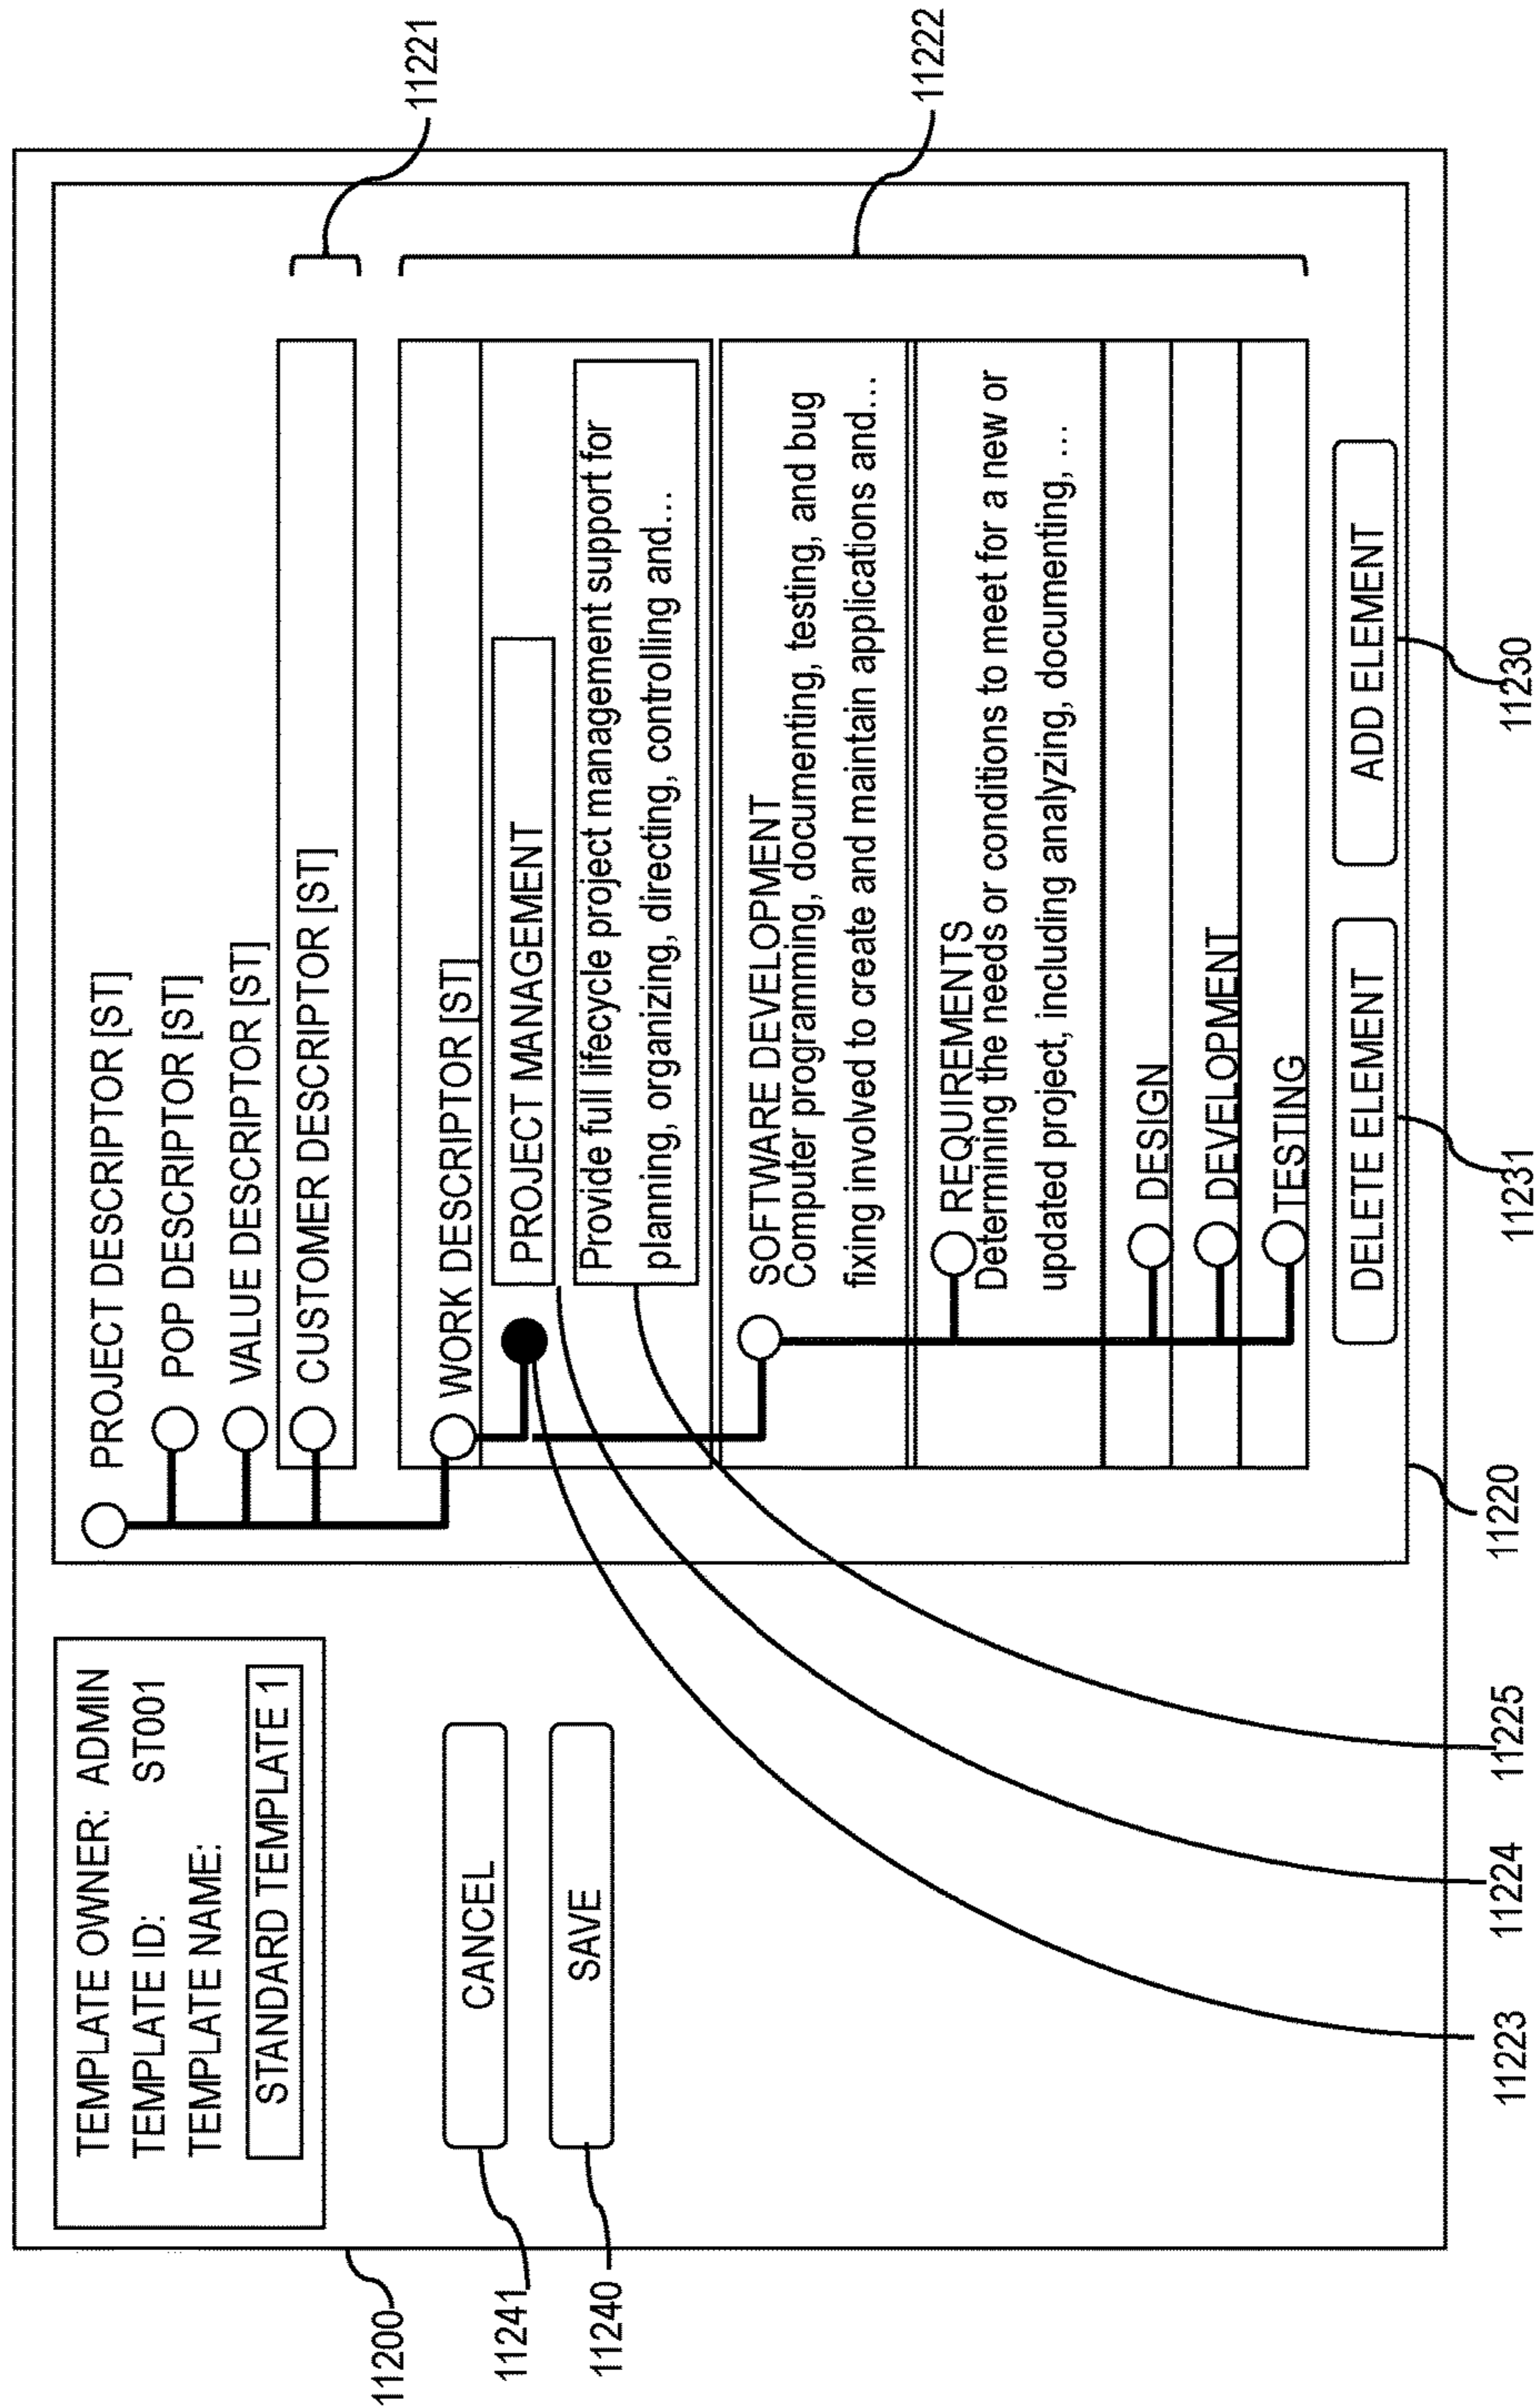 TEMPLATE OWNER: ADMIN
TEMPLATE ID: ST001
TEMPLATE NAME:
STANDARD TEMPLATE 1
CANCEL
SAVE
11200
11241
11240
PROJECT DESCRIPTOR [ST]
POP DESCRIPTOR [ST]
VALUE DESCRIPTOR [ST]
CUSTOMER DESCRIPTOR [ST]
11221
WORK DESCRIPTOR [ST]
PROJECT MANAGEMENT
Provide full lifecycle project management support for
planning, organizing, directing, controlling and...
SOFTWARE DEVELOPMENT
Computer programming, documenting, testing, and bug
fixing involved to create and maintain applications and...
11222
REQUIREMENTS
Determining the needs or conditions to meet for a new or
updated project, including analyzing, documenting, ...
DESIGN
DEVELOPMENT
TESTING
DELETE ELEMENT
ADD ELEMENT
11223
11224
11225
11220
11231
11230